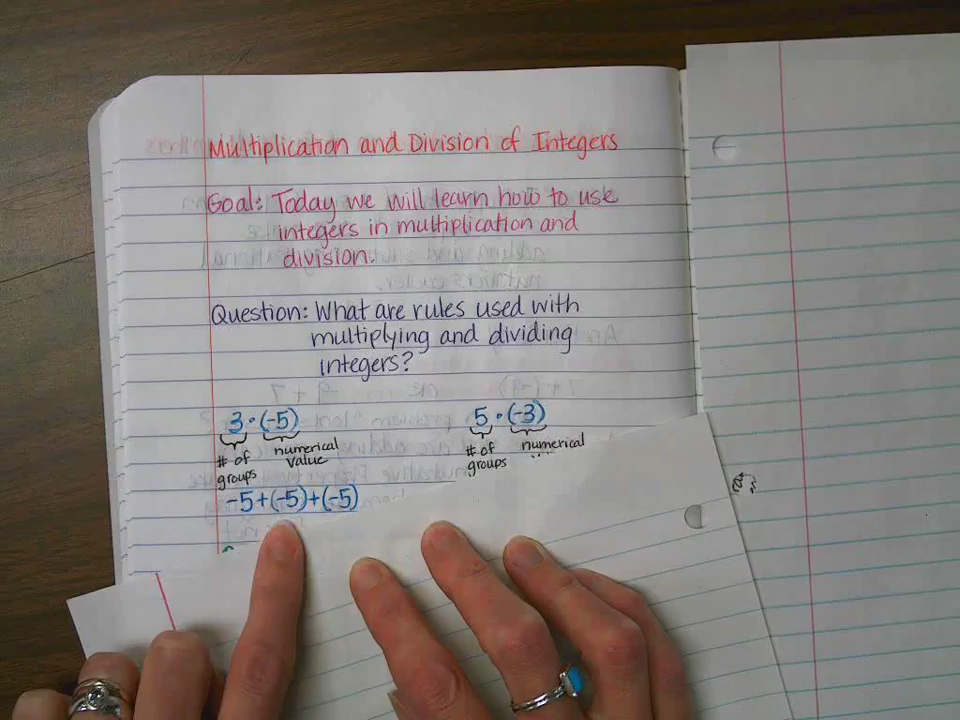 Multiplication and Division of Integers
Goal: Today we will learn how to use
integers in multiplication and
division.
Question: What are rules used with
multiplying and dividing
integers?
3 · (-5)
# of
groups
numerical
value
-5+(-5)+(-5)
5 · (-3)
# of
groups
numerical